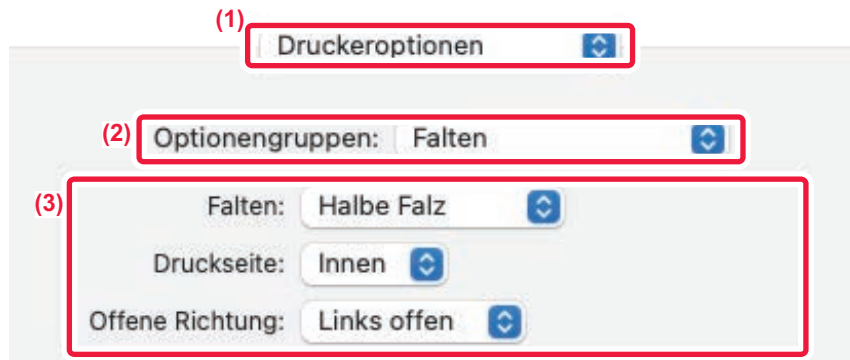 (1)
Druckeroptionen
(2) Optionengruppen: Falten
(3) Falten: Halbe Falz
Druckseite: Innen
Offene Richtung: Links offen